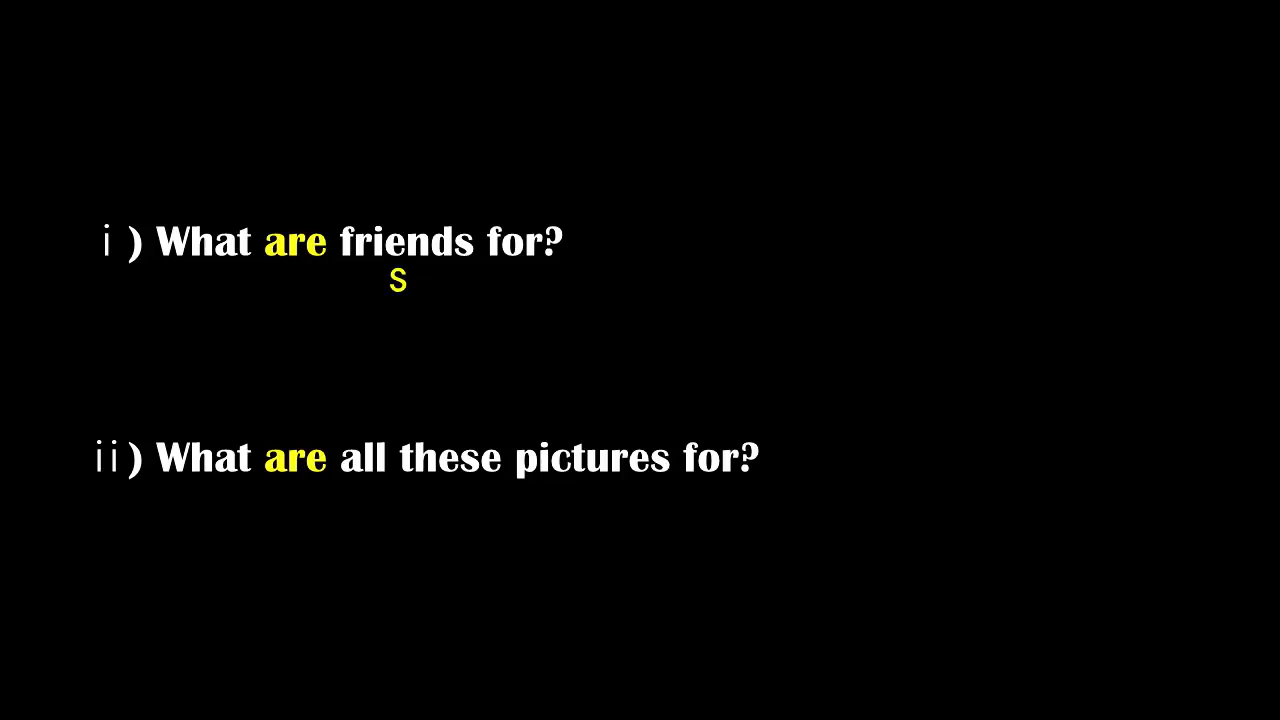 i ) What are friends for?
S
ii) What are all these pictures for?